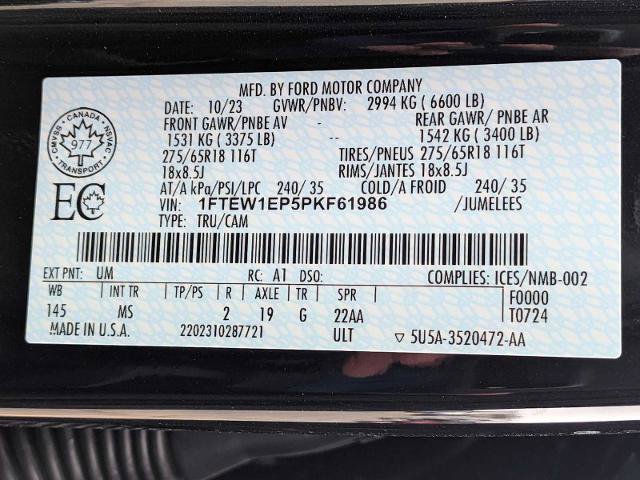 MFD. BY FORD MOTOR COMPANY
DATE: 10/23 GVWR/PNBV: 2994 KG ( 6600 LB)
FRONT GAWR/PNBE AV - REAR GAWR/ PNBE AR
1531 KG ( 3375 LB) - 1542 KG ( 3400 LB)
275/65R18 116T TIRES/PNEUS 275/65R18 116T
18x8.5J RIMS/JANTES 18x8.5J
AT/A kPa/PSI/LPC 240/ 35 COLD/A FROID 240/ 35
VIN: 1FTEW1EP5PKF61986 /JUMELEES
TYPE: TRU/CAM
CANADA
CMVSS NSVAC
977
TRANSPORT
EC
EXT PNT: UM RC: A1 DSO: COMPLIES: ICES/NMB-002
WB INT TR TP/PS R AXLE TR SPR F0000
145 MS 2 19 G 22AA T0724
MADE IN U.S.A. 2202310287721 ULT ▽ 5U5A-3520472-AA